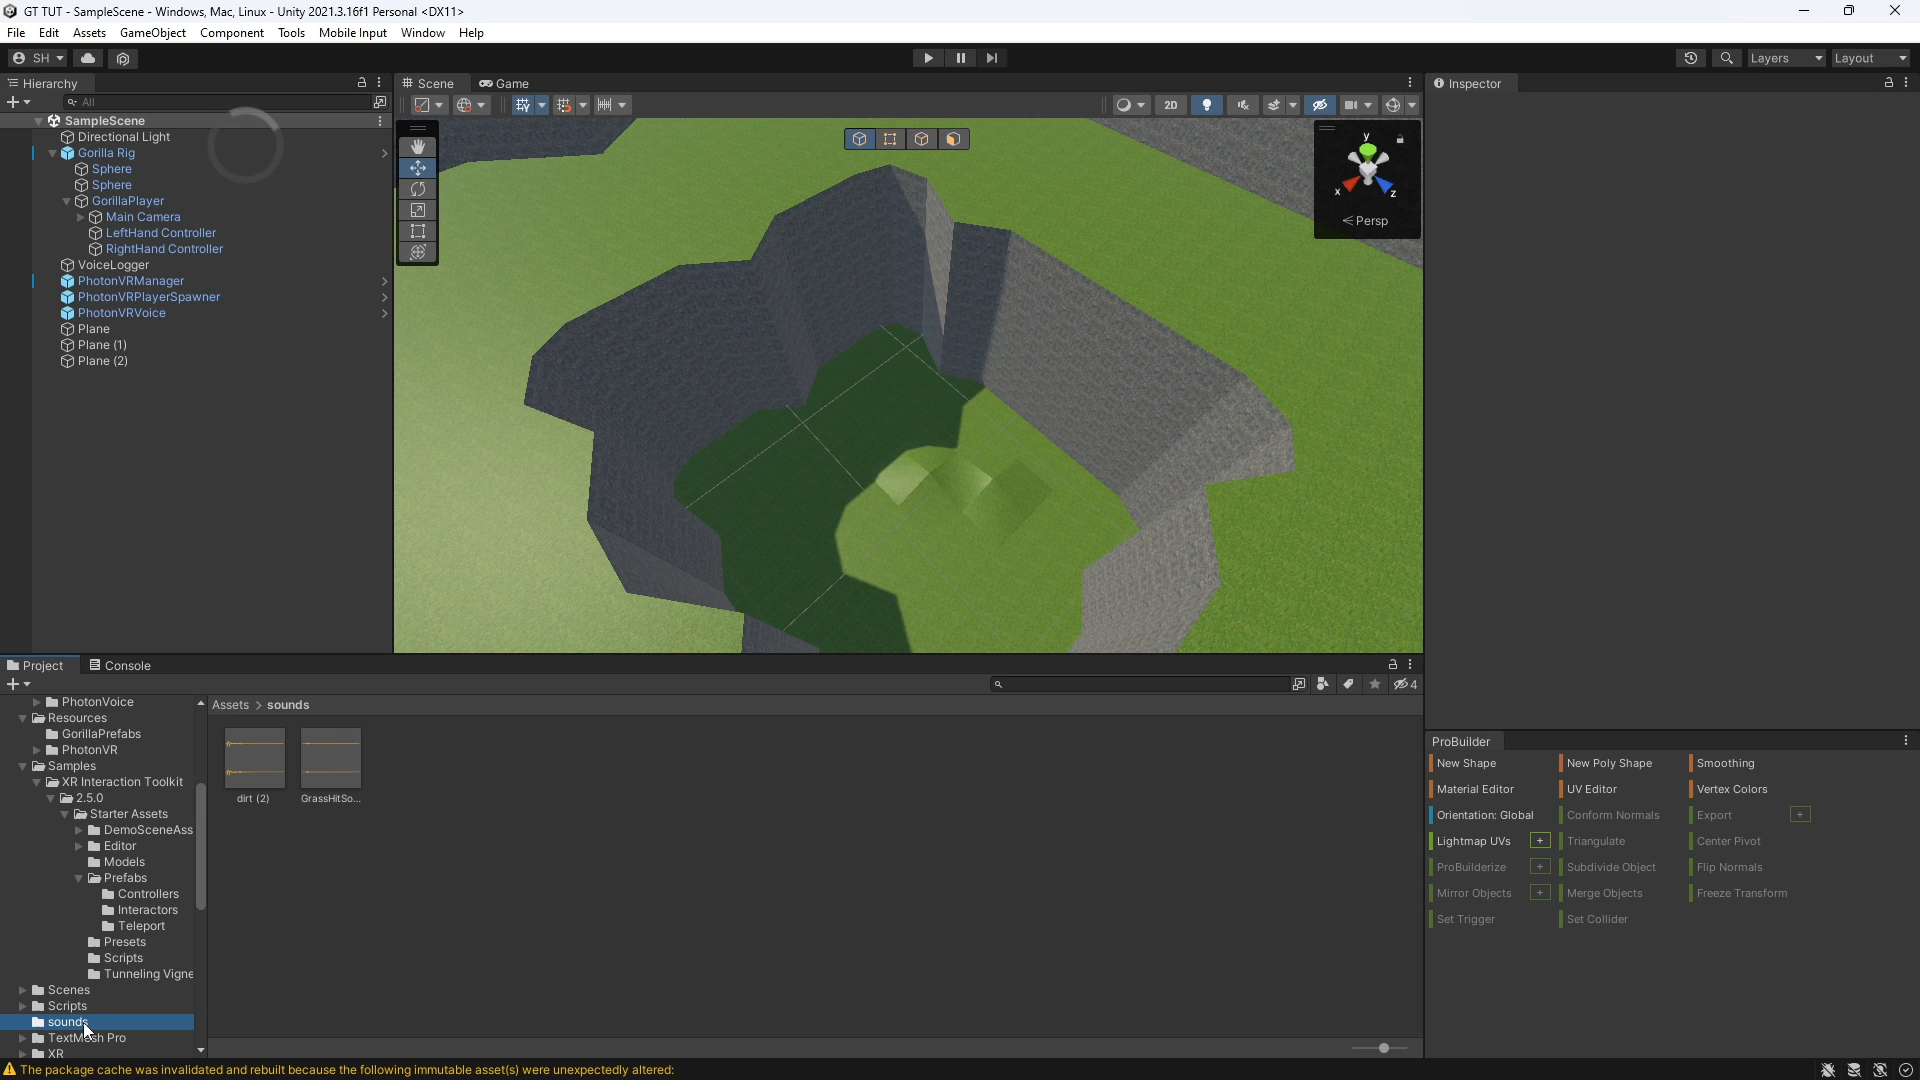 GT TUT - SampleScene - Windows, Mac, Linux - Unity 2021.3.16f1 Personal <DX11>
File Edit Assets GameObject Component Tools Mobile Input Window Help
SH Layers Layout
Hierarchy
All
SampleScene
Directional Light
Gorilla Rig
Sphere
Sphere
GorillaPlayer
Main Camera
LeftHand Controller
RightHand Controller
VoiceLogger
PhotonVRManager
PhotonVRPlayerSpawner
PhotonVRVoice
Plane
Plane (1)
Plane (2)
Scene Game
2D
y
x z
Persp
Inspector
Project Console
4
PhotonVoice
Resources
GorillaPrefabs
PhotonVR
Samples
XR Interaction Toolkit
2.5.0
Starter Assets
DemoSceneAss
Editor
Models
Prefabs
Controllers
Interactors
Teleport
Presets
Scripts
Tunneling Vigne
Scenes
Scripts
sounds
TextMesh Pro
XR
Assets > sounds
dirt (2) GrassHitSo...
ProBuilder
New Shape New Poly Shape Smoothing
Material Editor UV Editor Vertex Colors
Orientation: Global Conform Normals Export +
Lightmap UVs + Triangulate Center Pivot
ProBuilderize + Subdivide Object Flip Normals
Mirror Objects + Merge Objects Freeze Transform
Set Trigger Set Collider
The package cache was invalidated and rebuilt because the following immutable asset(s) were unexpectedly altered: